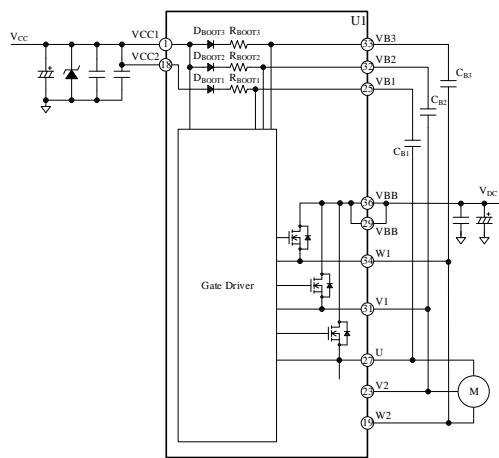 U1
VCC1
1
DBOOT3
RBOOT3
33
VB3
VCC
DBOOT2
RBOOT2
32
VB2
VCC2
18
DBOOT1
RBOOT1
25
VB1
CB3
CB2
CB1
36
VBB
VDC
29
VBB
34
W1
Gate Driver
31
V1
27
U
23
V2
M
19
W2